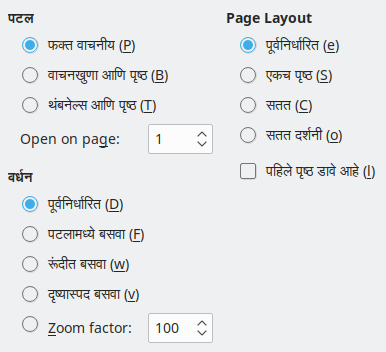 पटल
फक्त वाचनीय (P)
वाचनखुणा आणि पृष्ठ (B)
थंबनेल्स आणि पृष्ठ (T)
Open on page: 1
वर्धन
पूर्वनिर्धारित (D)
पटलामध्ये बसवा (F)
रूंदीत बसवा (w)
दृष्यास्पद बसवा (v)
Zoom factor: 100
Page Layout
पूर्वनिर्धारित (e)
एकच पृष्ठ (S)
सतत (C)
सतत दर्शनी (o)
पहिले पृष्ठ डावे आहे (l)